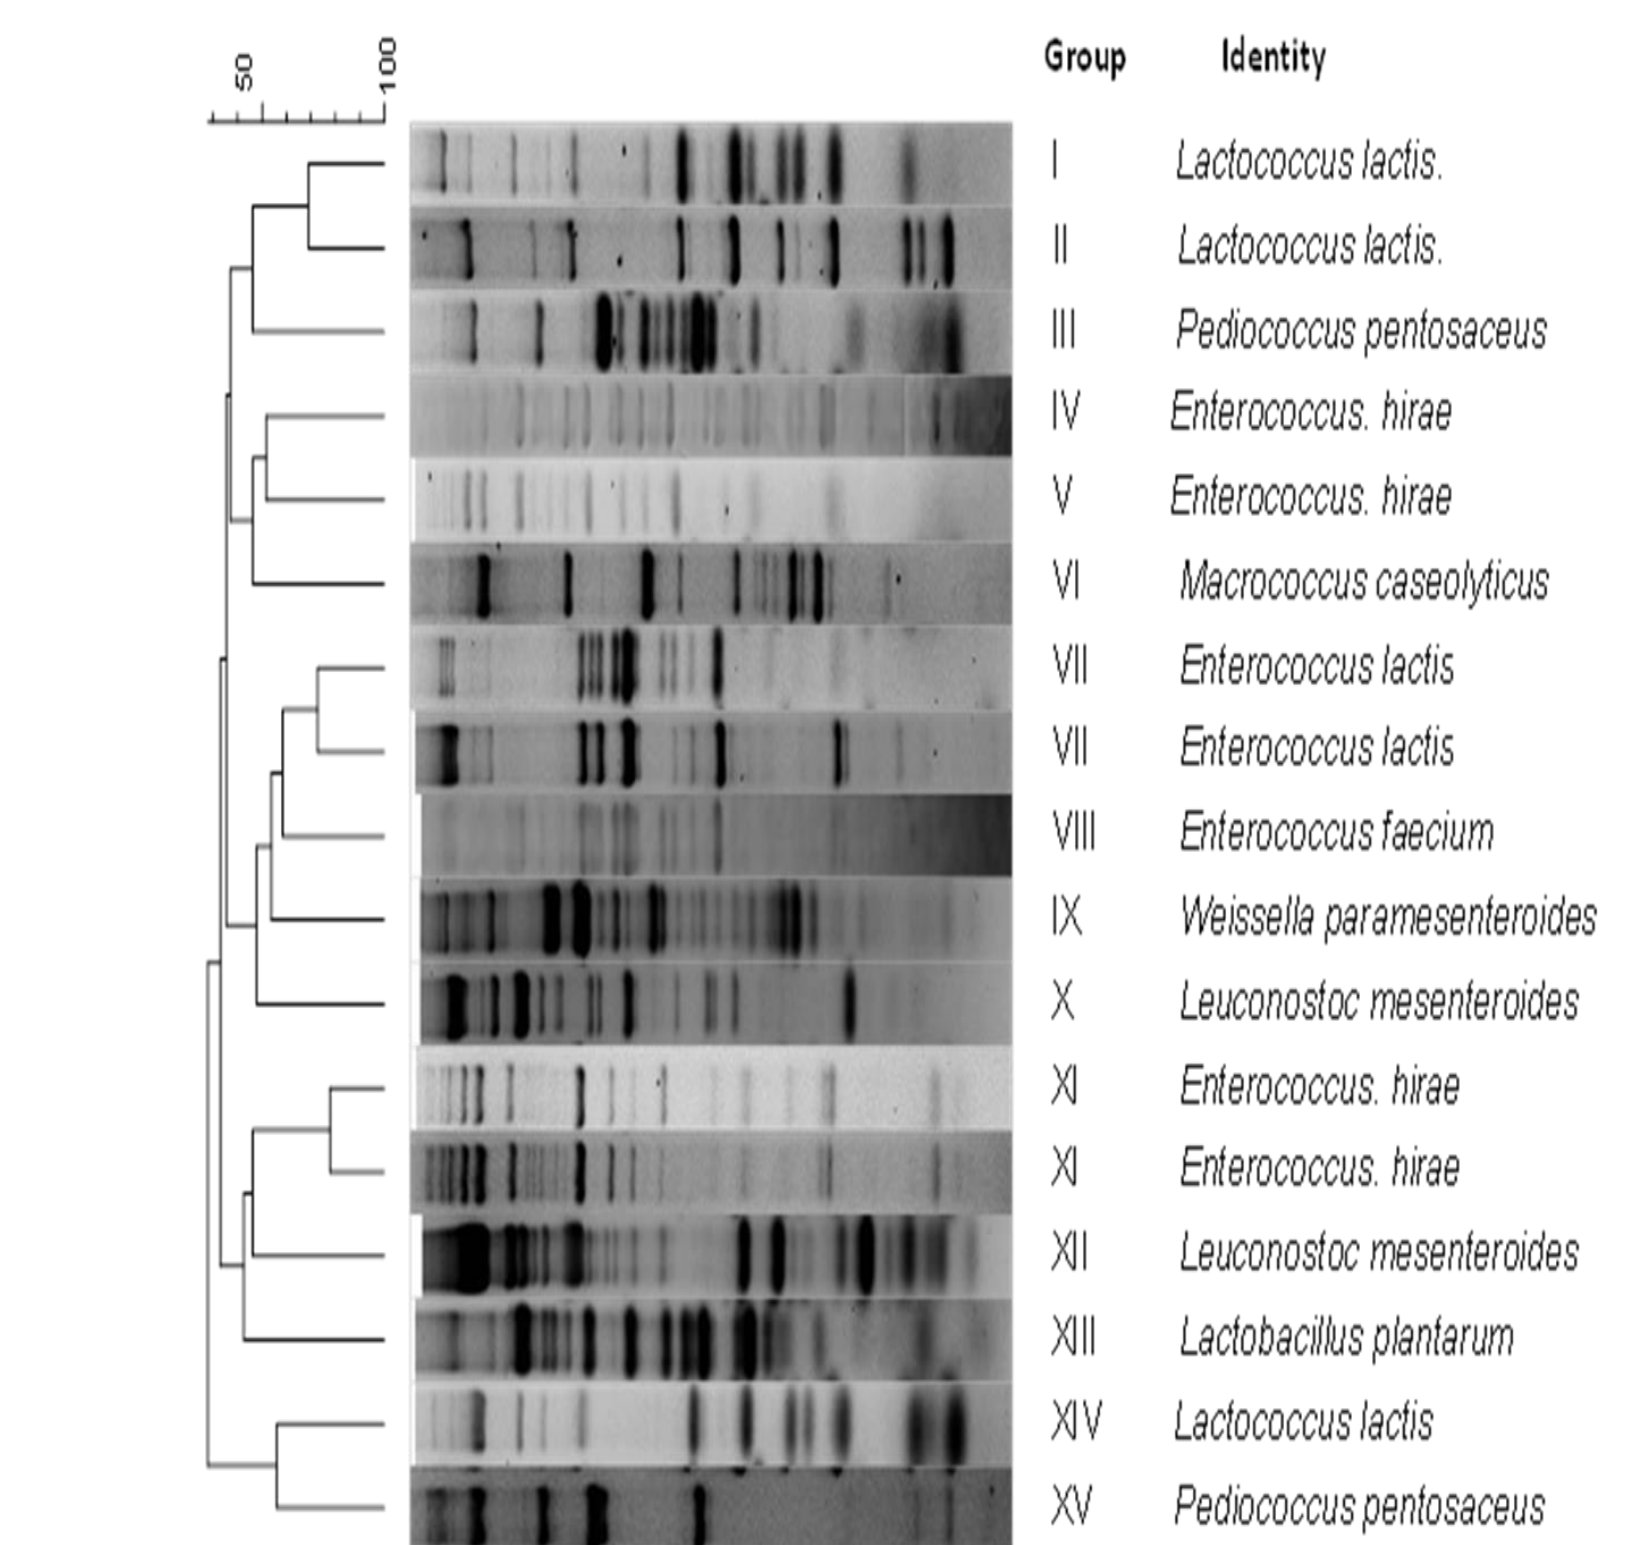 50 100 Group Identity
I Lactococcus lactis.
II Lactococcus lactis.
III Pediococcus pentosaceus
IV Enterococcus. hirae
V Enterococcus. hirae
VI Macrococcus caseolyticus
VII Enterococcus lactis
VII Enterococcus lactis
VIII Enterococcus faecium
IX Weissella paramesenteroides
X Leuconostoc mesenteroides
XI Enterococcus. hirae
XI Enterococcus. hirae
XII Leuconostoc mesenteroides
XIII Lactobacillus plantarum
XIV Lactococcus lactis
XV Pediococcus pentosaceus